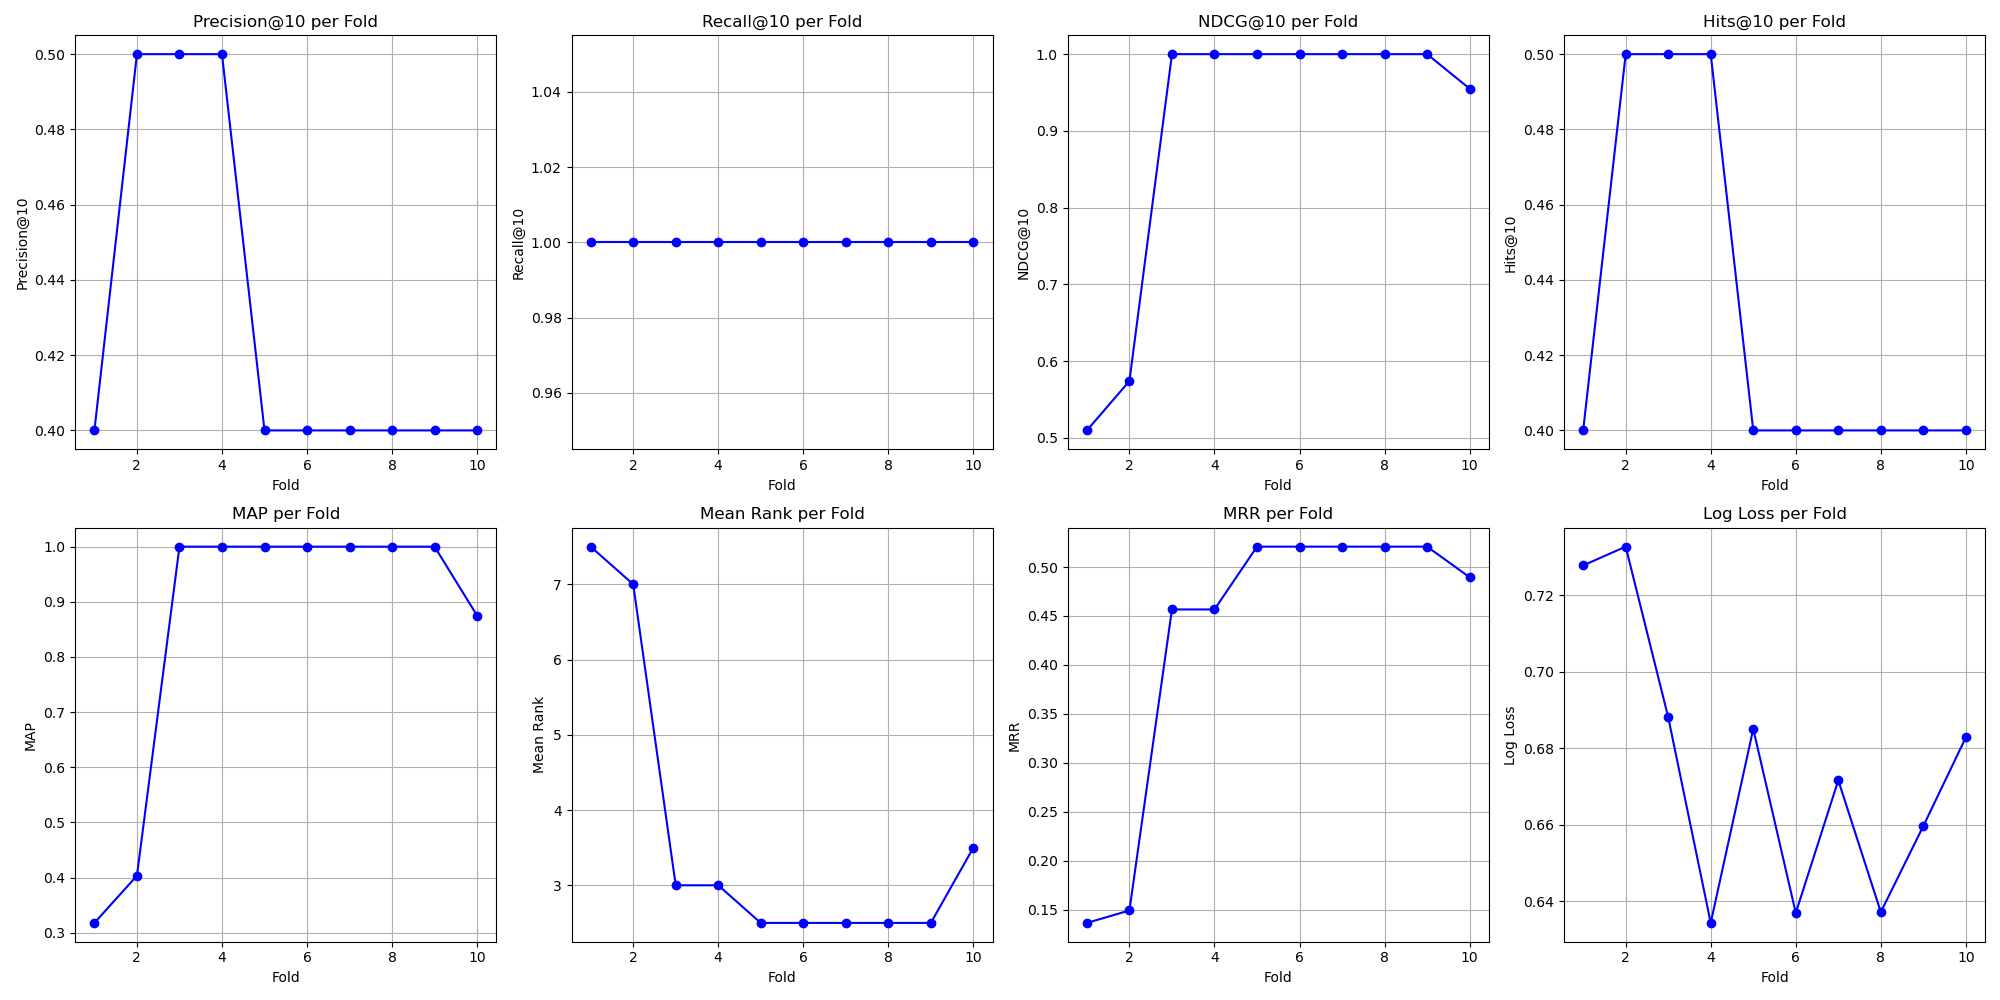 Precision@10 per Fold
Precision@10
0.50
0.48
0.46
0.44
0.42
0.40
2 4 6 8 10
Fold
Recall@10 per Fold
Recall@10
1.04
1.02
1.00
0.98
0.96
2 4 6 8 10
Fold
NDCG@10 per Fold
NDCG@10
1.0
0.9
0.8
0.7
0.6
0.5
2 4 6 8 10
Fold
Hits@10 per Fold
Hits@10
0.50
0.48
0.46
0.44
0.42
0.40
2 4 6 8 10
Fold
MAP per Fold
MAP
1.0
0.9
0.8
0.7
0.6
0.5
0.4
0.3
2 4 6 8 10
Fold
Mean Rank per Fold
Mean Rank
7
6
5
4
3
2 4 6 8 10
Fold
MRR per Fold
MRR
0.50
0.45
0.40
0.35
0.30
0.25
0.20
0.15
2 4 6 8 10
Fold
Log Loss per Fold
Log Loss
0.72
0.70
0.68
0.66
0.64
2 4 6 8 10
Fold